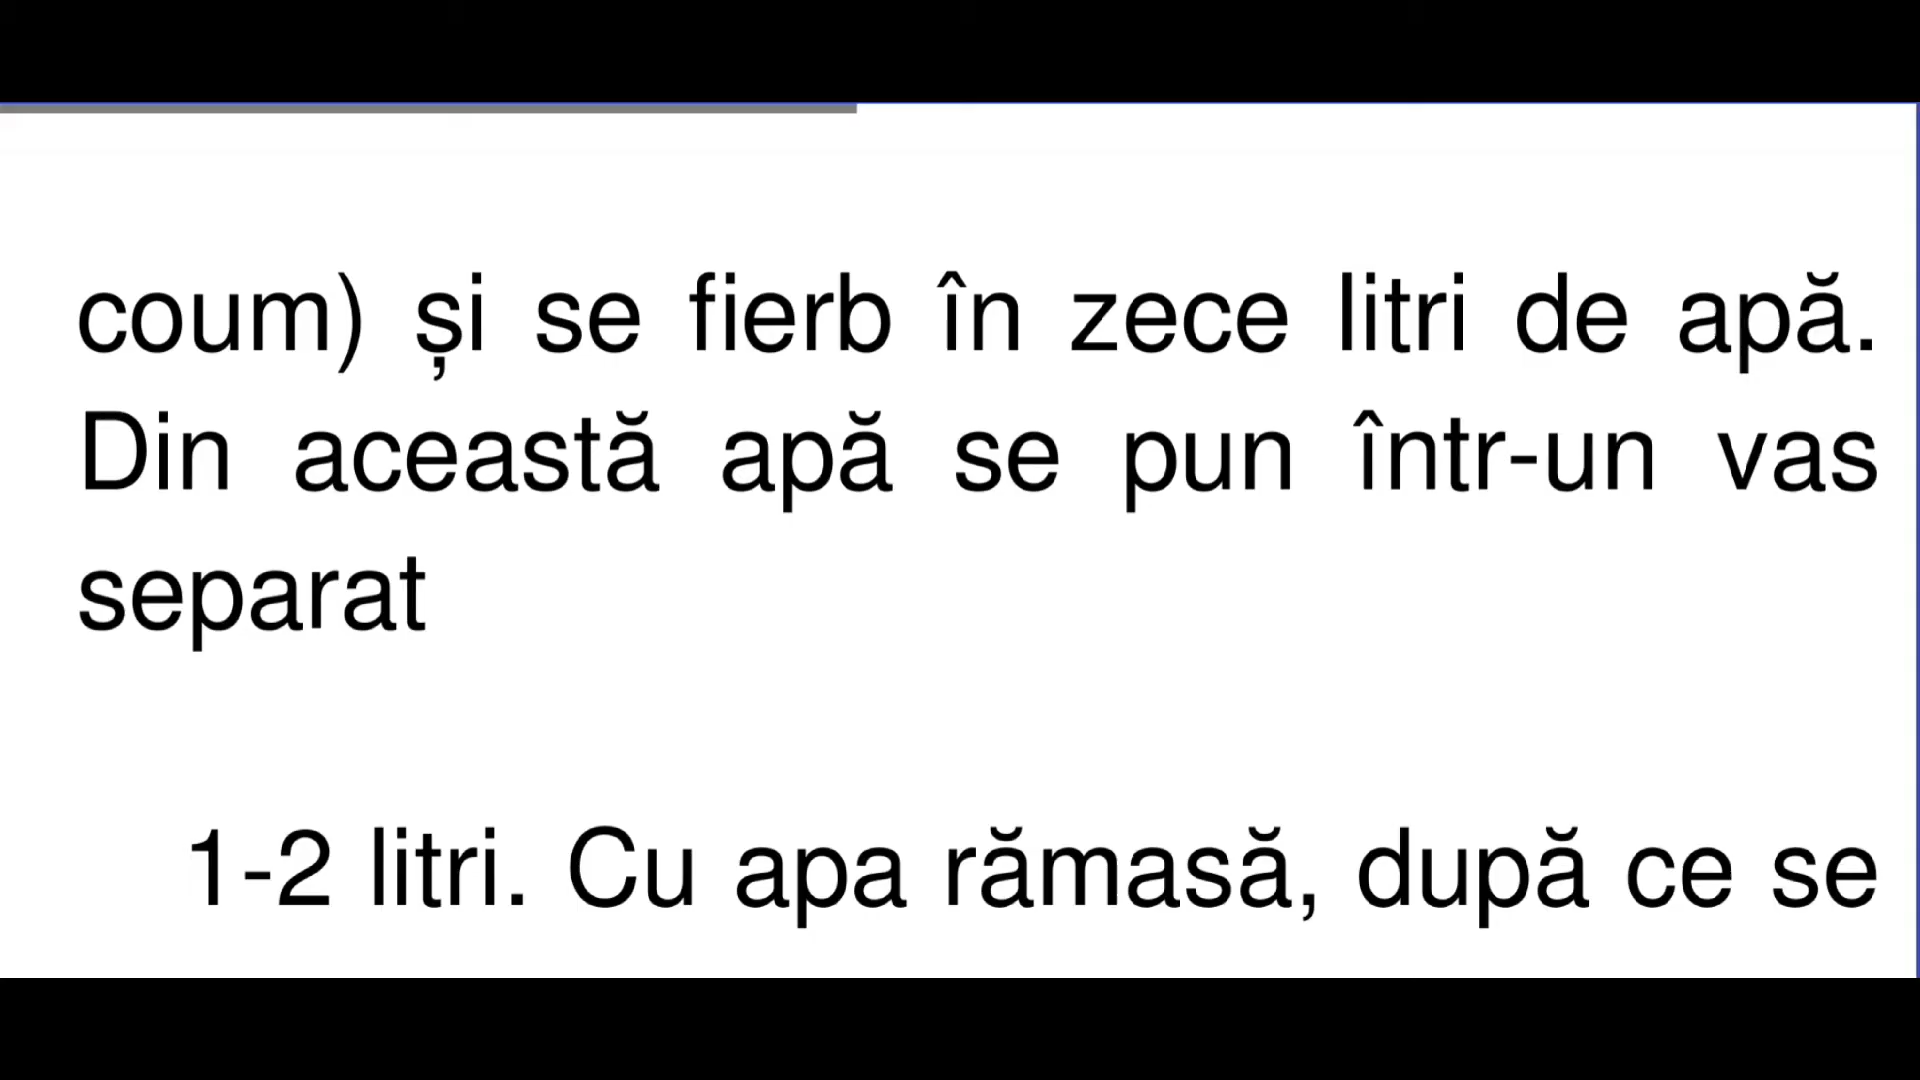 coum) și se fierb în zece litri de apă.
Din această apă se pun într-un vas
separat
1-2 litri. Cu apa rămasă, după ce se